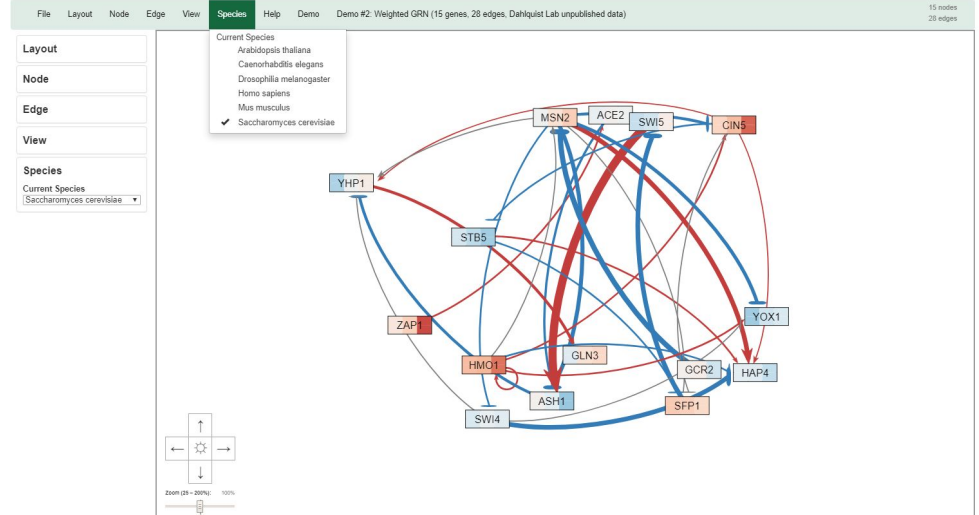 File Layout Node Edge View Species Help Demo Demo #2: Weighted GRN (15 genes, 28 edges, Dahlquist Lab unpublished data)
15 nodes
28 edges
Current Species
Arabidopsis thaliana
Caenorhabditis elegans
Drosophilia melanogaster
Homo sapiens
Mus musculus
Saccharomyces cerevisiae
Layout
Node
Edge
View
Species
Current Species
Saccharomyces cerevisiae
MSN2 ACE2 SWI5 CIN5
YHP1
STB5
ZAP1 YOX1
GLN3
HMO1 GCR2 HAP4
ASH1 SFP1
SWI4
Zoom (25 – 200%): 100%